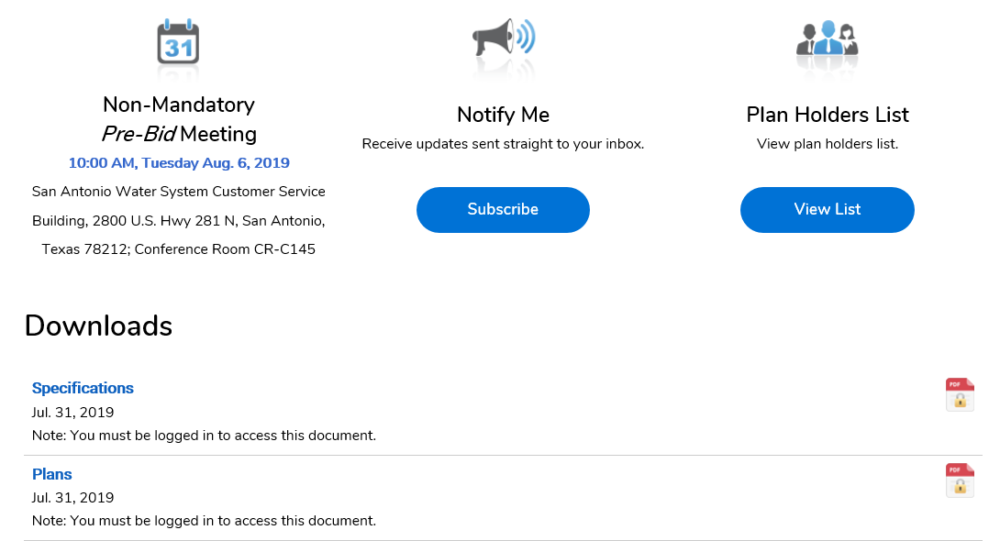 31
Non-Mandatory
Pre-Bid Meeting
10:00 AM, Tuesday Aug. 6, 2019
San Antonio Water System Customer Service
Building, 2800 U.S. Hwy 281 N, San Antonio,
Texas 78212; Conference Room CR-C145
Notify Me
Receive updates sent straight to your inbox.
Subscribe
Plan Holders List
View plan holders list.
View List
Downloads
Specifications
PDF
Jul. 31, 2019
Note: You must be logged in to access this document.
Plans
PDF
Jul. 31, 2019
Note: You must be logged in to access this document.